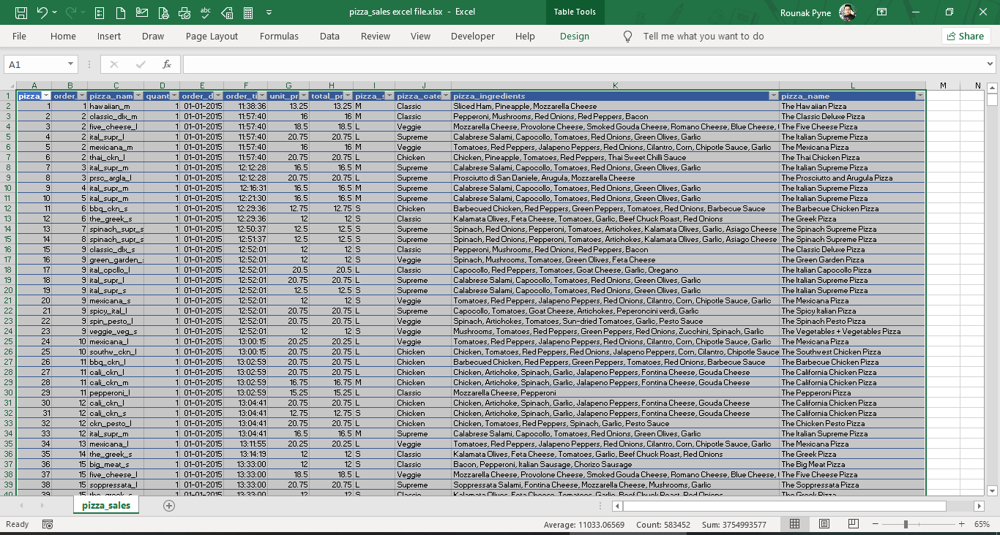 abc pizza_sales excel file.xlsx - Excel Table Tools Rounak Pyne
File Home Insert Draw Page Layout Formulas Data Review View Developer Help Design Tell me what you want to do Share
A1 fx
A B C D E F G H I J K L M N
1 pizza_ order_ pizza_nam quant order_d order_ti unit_pr total_pr pizza_s pizza_cate pizza_ingredients pizza_name
2 1 1 hawaiian_m 1 01-01-2015 11:38:36 13.25 13.25 M Classic Sliced Ham, Pineapple, Mozzarella Cheese The Hawaiian Pizza
3 2 2 classic_dlx_m 1 01-01-2015 11:57:40 16 16 M Classic Pepperoni, Mushrooms, Red Onions, Red Peppers, Bacon The Classic Deluxe Pizza
4 3 2 five_cheese_l 1 01-01-2015 11:57:40 18.5 18.5 L Veggie Mozzarella Cheese, Provolone Cheese, Smoked Gouda Cheese, Romano Cheese, Blue Cheese, The Five Cheese Pizza
5 4 2 ital_supr_l 1 01-01-2015 11:57:40 20.75 20.75 L Supreme Calabrese Salami, Capocollo, Tomatoes, Red Onions, Green Olives, Garlic The Italian Supreme Pizza
6 5 2 mexicana_m 1 01-01-2015 11:57:40 16 16 M Veggie Tomatoes, Red Peppers, Jalapeno Peppers, Red Onions, Cilantro, Corn, Chipotle Sauce, Garlic The Mexicana Pizza
7 6 2 thai_ckn_l 1 01-01-2015 11:57:40 20.75 20.75 L Chicken Chicken, Pineapple, Tomatoes, Red Peppers, Thai Sweet Chilli Sauce The Thai Chicken Pizza
8 7 3 ital_supr_m 1 01-01-2015 12:12:28 16.5 16.5 M Supreme Calabrese Salami, Capocollo, Tomatoes, Red Onions, Green Olives, Garlic The Italian Supreme Pizza
9 8 3 prsc_argla_l 1 01-01-2015 12:12:28 20.75 20.75 L Supreme Prosciutto di San Daniele, Arugula, Mozzarella Cheese The Prosciutto and Arugula Pizza
10 9 4 ital_supr_m 1 01-01-2015 12:16:31 16.5 16.5 M Supreme Calabrese Salami, Capocollo, Tomatoes, Red Onions, Green Olives, Garlic The Italian Supreme Pizza
11 10 5 ital_supr_m 1 01-01-2015 12:21:30 16.5 16.5 M Supreme Calabrese Salami, Capocollo, Tomatoes, Red Onions, Green Olives, Garlic The Italian Supreme Pizza
12 11 6 bbq_ckn_s 1 01-01-2015 12:29:36 12.75 12.75 S Chicken Barbecued Chicken, Red Peppers, Green Peppers, Tomatoes, Red Onions, Barbecue Sauce The Barbecue Chicken Pizza
13 12 6 the_greek_s 1 01-01-2015 12:29:36 12 12 S Classic Kalamata Olives, Feta Cheese, Tomatoes, Garlic, Beef Chuck Roast, Red Onions The Greek Pizza
14 13 7 spinach_supr_s 1 01-01-2015 12:50:37 12.5 12.5 S Supreme Spinach, Red Onions, Pepperoni, Tomatoes, Artichokes, Kalamata Olives, Garlic, Asiago Cheese The Spinach Supreme Pizza
15 14 8 spinach_supr_s 1 01-01-2015 12:51:37 12.5 12.5 S Supreme Spinach, Red Onions, Pepperoni, Tomatoes, Artichokes, Kalamata Olives, Garlic, Asiago Cheese The Spinach Supreme Pizza
16 15 9 classic_dlx_s 1 01-01-2015 12:52:01 12 12 S Classic Pepperoni, Mushrooms, Red Onions, Red Peppers, Bacon The Classic Deluxe Pizza
17 16 9 green_garden_s 1 01-01-2015 12:52:01 12 12 S Veggie Spinach, Mushrooms, Tomatoes, Green Olives, Feta Cheese The Green Garden Pizza
18 17 9 ital_cpcllo_l 1 01-01-2015 12:52:01 20.5 20.5 L Classic Capocollo, Red Peppers, Tomatoes, Goat Cheese, Garlic, Oregano The Italian Capocollo Pizza
19 18 9 ital_supr_l 1 01-01-2015 12:52:01 20.75 20.75 L Supreme Calabrese Salami, Capocollo, Tomatoes, Red Onions, Green Olives, Garlic The Italian Supreme Pizza
20 19 9 ital_supr_s 1 01-01-2015 12:52:01 12.5 12.5 S Supreme Calabrese Salami, Capocollo, Tomatoes, Red Onions, Green Olives, Garlic The Italian Supreme Pizza
21 20 9 mexicana_s 1 01-01-2015 12:52:01 12 12 S Veggie Tomatoes, Red Peppers, Jalapeno Peppers, Red Onions, Cilantro, Corn, Chipotle Sauce, Garlic The Mexicana Pizza
22 21 9 spicy_ital_l 1 01-01-2015 12:52:01 20.75 20.75 L Supreme Capocollo, Tomatoes, Goat Cheese, Artichokes, Peperoncini verdi, Garlic The Spicy Italian Pizza
23 22 9 spin_pesto_l 1 01-01-2015 12:52:01 20.75 20.75 L Veggie Spinach, Artichokes, Tomatoes, Sun-dried Tomatoes, Garlic, Pesto Sauce The Spinach Pesto Pizza
24 23 9 veggie_veg_s 1 01-01-2015 12:52:01 12 12 S Veggie Mushrooms, Tomatoes, Red Peppers, Green Peppers, Red Onions, Zucchini, Spinach, Garlic The Vegetables + Vegetables Pizza
25 24 10 mexicana_l 1 01-01-2015 13:00:15 20.25 20.25 L Veggie Tomatoes, Red Peppers, Jalapeno Peppers, Red Onions, Cilantro, Corn, Chipotle Sauce, Garlic The Mexicana Pizza
26 25 10 southw_ckn_l 1 01-01-2015 13:00:15 20.75 20.75 L Chicken Chicken, Tomatoes, Red Peppers, Red Onions, Jalapeno Peppers, Corn, Cilantro, Chipotle Sauce The Southwest Chicken Pizza
27 26 11 bbq_ckn_l 1 01-01-2015 13:02:59 20.75 20.75 L Chicken Barbecued Chicken, Red Peppers, Green Peppers, Tomatoes, Red Onions, Barbecue Sauce The Barbecue Chicken Pizza
28 27 11 cali_ckn_l 1 01-01-2015 13:02:59 20.75 20.75 L Chicken Chicken, Artichoke, Spinach, Garlic, Jalapeno Peppers, Fontina Cheese, Gouda Cheese The California Chicken Pizza
29 28 11 cali_ckn_m 1 01-01-2015 13:02:59 16.75 16.75 M Chicken Chicken, Artichoke, Spinach, Garlic, Jalapeno Peppers, Fontina Cheese, Gouda Cheese The California Chicken Pizza
30 29 11 pepperoni_l 1 01-01-2015 13:02:59 15.25 15.25 L Classic Mozzarella Cheese, Pepperoni The Pepperoni Pizza
31 30 12 cali_ckn_l 1 01-01-2015 13:04:41 20.75 20.75 L Chicken Chicken, Artichoke, Spinach, Garlic, Jalapeno Peppers, Fontina Cheese, Gouda Cheese The California Chicken Pizza
32 31 12 cali_ckn_s 1 01-01-2015 13:04:41 12.75 12.75 S Chicken Chicken, Artichoke, Spinach, Garlic, Jalapeno Peppers, Fontina Cheese, Gouda Cheese The California Chicken Pizza
33 32 12 ckn_pesto_l 1 01-01-2015 13:04:41 20.75 20.75 L Chicken Chicken, Tomatoes, Red Peppers, Spinach, Garlic, Pesto Sauce The Chicken Pesto Pizza
34 33 12 ital_supr_m 1 01-01-2015 13:04:41 16.5 16.5 M Supreme Calabrese Salami, Capocollo, Tomatoes, Red Onions, Green Olives, Garlic The Italian Supreme Pizza
35 34 13 mexicana_l 1 01-01-2015 13:11:55 20.25 20.25 L Veggie Tomatoes, Red Peppers, Jalapeno Peppers, Red Onions, Cilantro, Corn, Chipotle Sauce, Garlic The Mexicana Pizza
36 35 14 the_greek_s 1 01-01-2015 13:14:19 12 12 S Classic Kalamata Olives, Feta Cheese, Tomatoes, Garlic, Beef Chuck Roast, Red Onions The Greek Pizza
37 36 15 big_meat_s 1 01-01-2015 13:33:00 12 12 S Classic Bacon, Pepperoni, Italian Sausage, Chorizo Sausage The Big Meat Pizza
38 37 15 five_cheese_l 1 01-01-2015 13:33:00 18.5 18.5 L Veggie Mozzarella Cheese, Provolone Cheese, Smoked Gouda Cheese, Romano Cheese, Blue Cheese, The Five Cheese Pizza
39 38 15 soppressata_l 1 01-01-2015 13:33:00 20.75 20.75 L Supreme Soppressata Salami, Fontina Cheese, Mozzarella Cheese, Mushrooms, Garlic The Soppressata Pizza
40 39 15 the_greek_s 1 01-01-2015 13:33:00 12 12 S Classic Kalamata Olives, Feta Cheese, Tomatoes, Garlic, Beef Chuck Roast, Red Onions The Greek Pizza
pizza_sales
Ready Average: 11033.06569 Count: 583452 Sum: 3754993577 65%